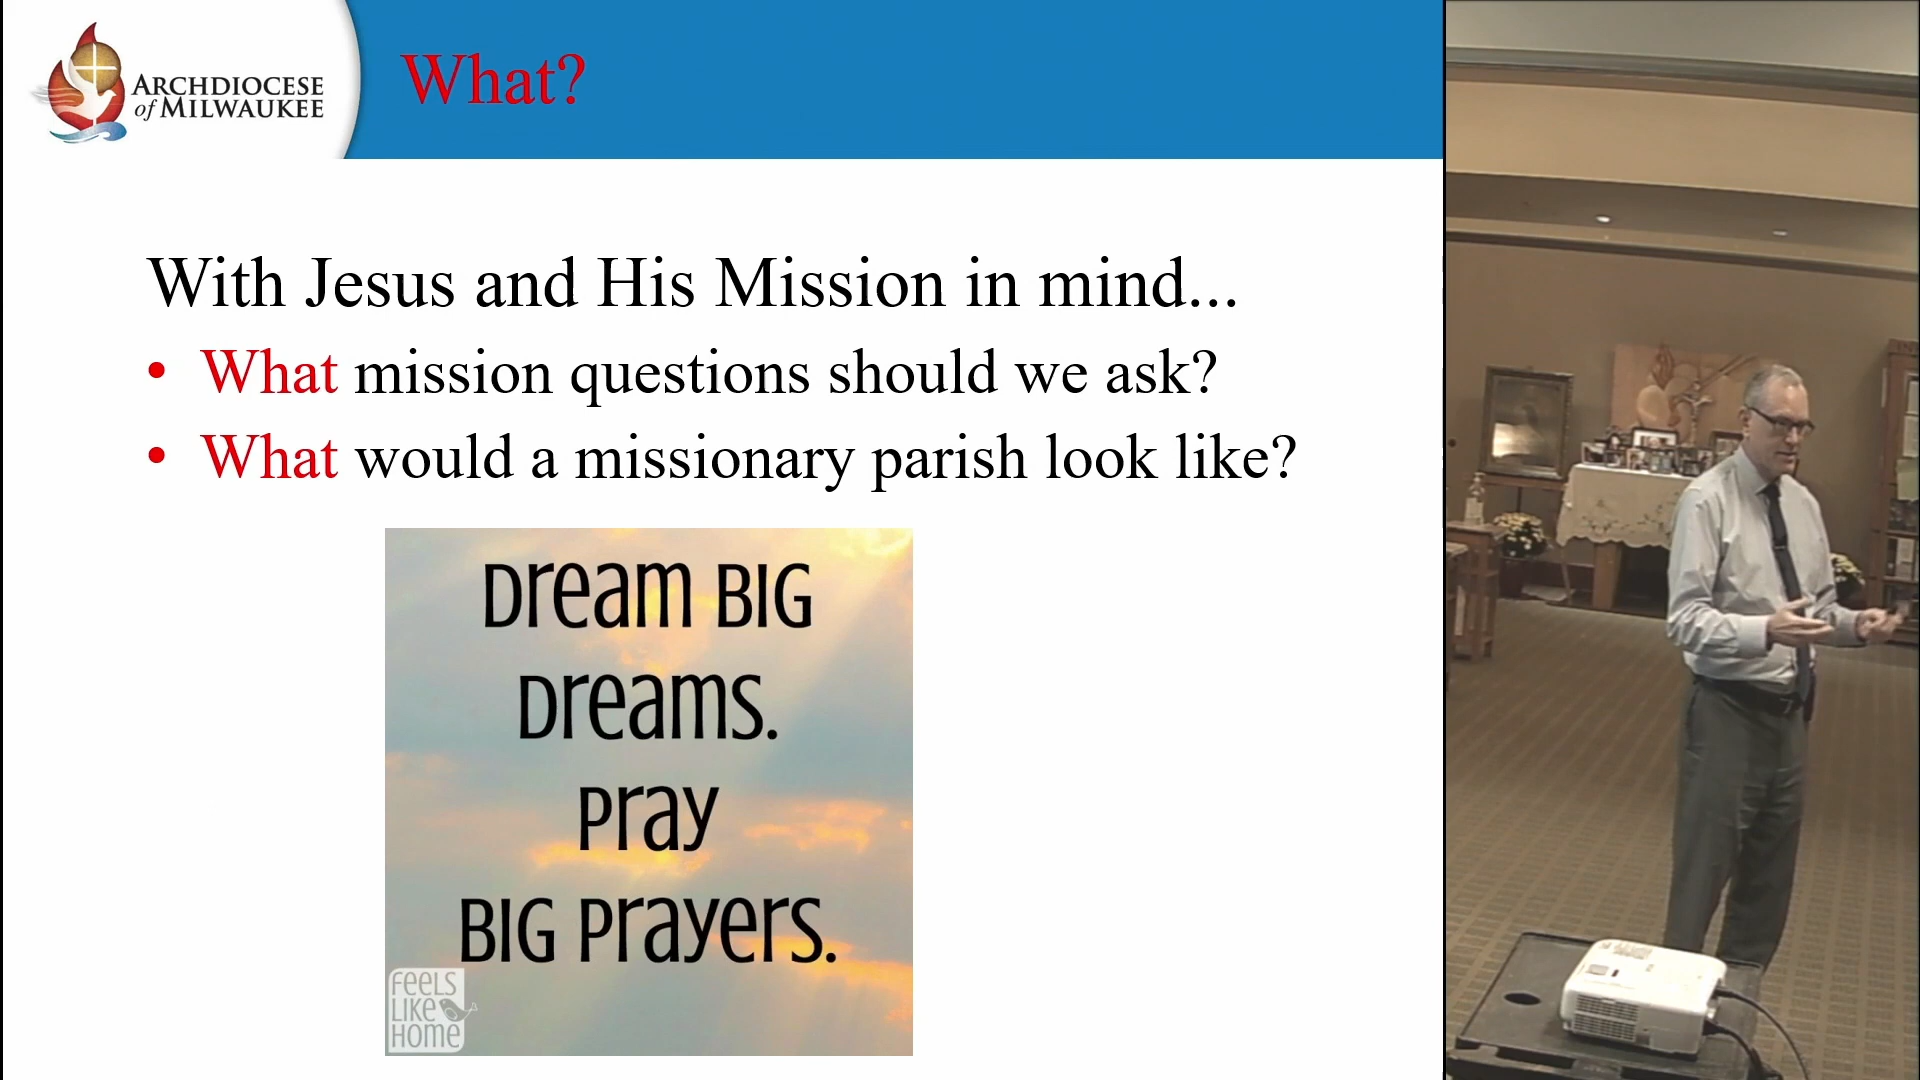 ARCHDIOCESE
of MILWAUKEE
What?
With Jesus and His Mission in mind...
• What mission questions should we ask?
• What would a missionary parish look like?
Dream BIG
Dreams.
Pray
BIG Prayers.
FEELS
LIKE
HOME